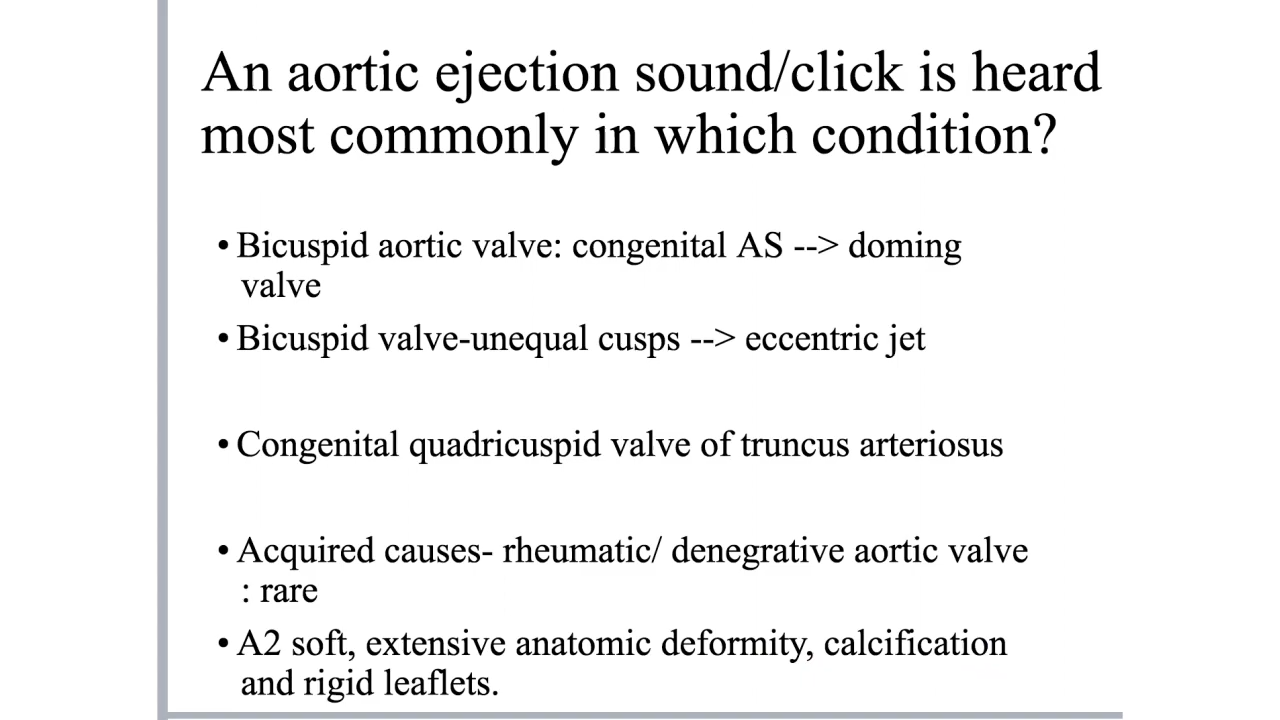 An aortic ejection sound/click is heard
most commonly in which condition?
• Bicuspid aortic valve: congenital AS --> doming
valve
• Bicuspid valve-unequal cusps --> eccentric jet
• Congenital quadricuspid valve of truncus arteriosus
• Acquired causes- rheumatic/ denegrative aortic valve
: rare
• A2 soft, extensive anatomic deformity, calcification
and rigid leaflets.